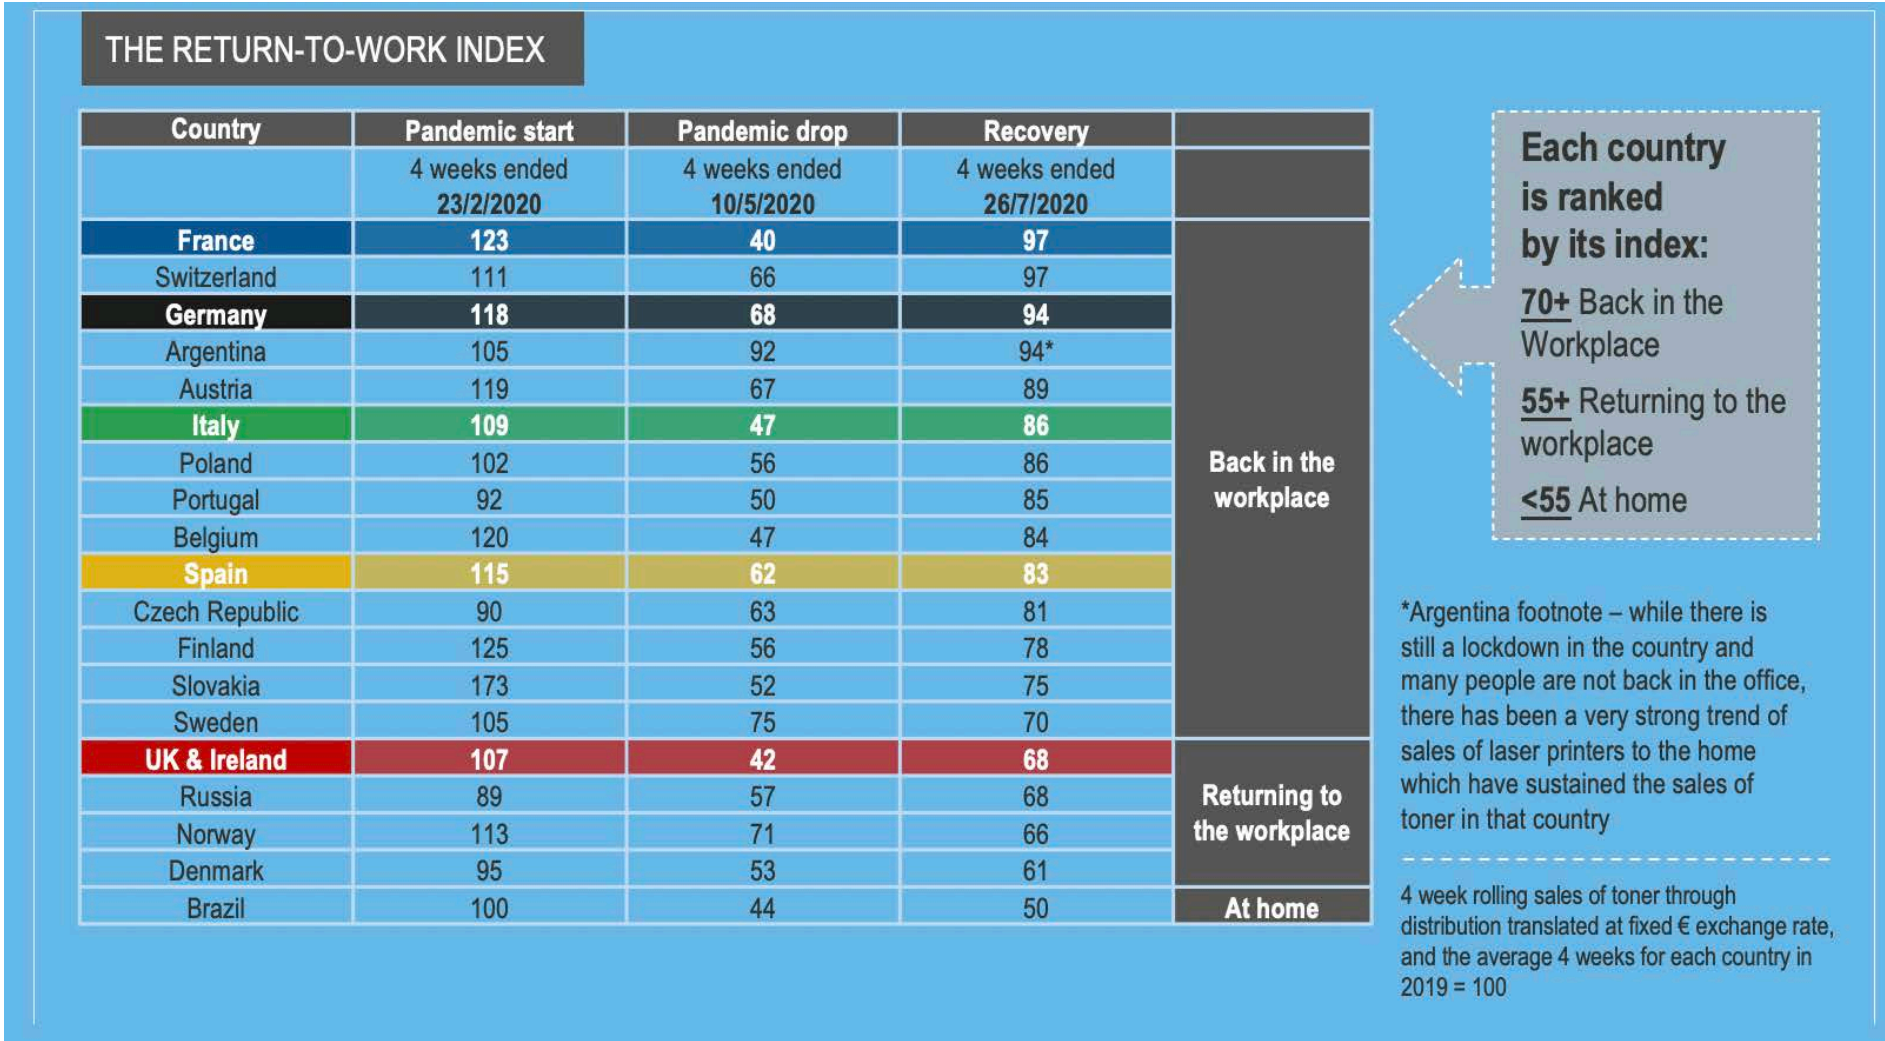 THE RETURN-TO-WORK INDEX
Country Pandemic start Pandemic drop Recovery
4 weeks ended 4 weeks ended 4 weeks ended
23/2/2020 10/5/2020 26/7/2020
France 123 40 97
Switzerland 111 66 97
Germany 118 68 94
Argentina 105 92 94*
Austria 119 67 89
Italy 109 47 86
Poland 102 56 86
Portugal 92 50 85
Belgium 120 47 84
Spain 115 62 83
Czech Republic 90 63 81
Finland 125 56 78
Slovakia 173 52 75
Sweden 105 75 70
Back in the
workplace
UK & Ireland 107 42 68
Russia 89 57 68
Norway 113 71 66
Denmark 95 53 61
Returning to
the workplace
Brazil 100 44 50 At home
Each country
is ranked
by its index:
70+ Back in the
Workplace
55+ Returning to the
workplace
<55 At home
*Argentina footnote – while there is
still a lockdown in the country and
many people are not back in the office,
there has been a very strong trend of
sales of laser printers to the home
which have sustained the sales of
toner in that country
4 week rolling sales of toner through
distribution translated at fixed € exchange rate,
and the average 4 weeks for each country in
2019 = 100